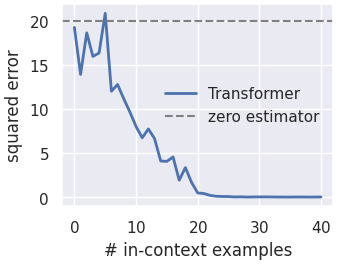 squared error
20
15
10
5
0
Transformer
zero estimator
0
10
20
30
40
# in-context examples